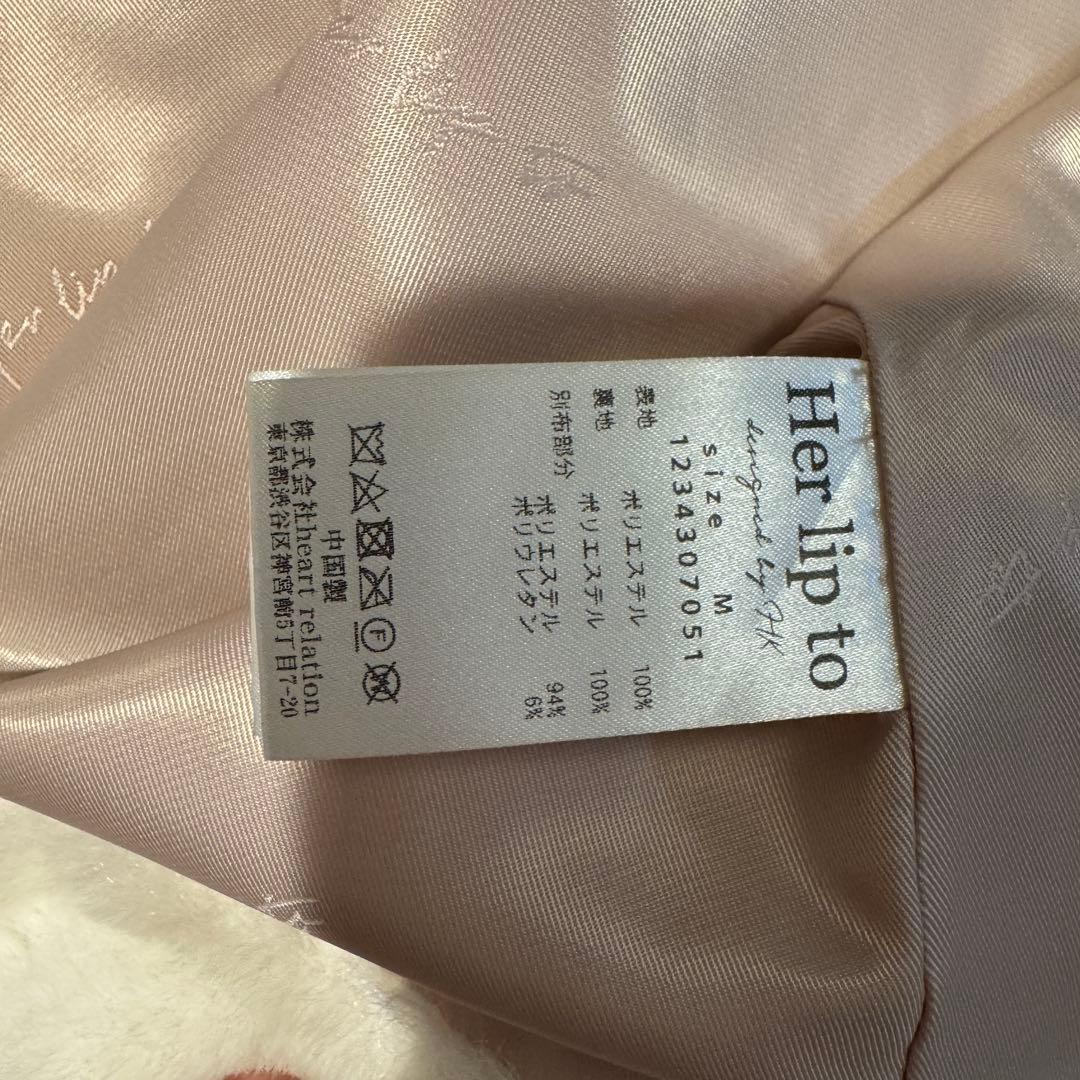 Her lip to
designed by HK
size M
1234307051
表地 ポリエステル 100%
裏地 ポリエステル 100%
別布部分 ポリエステル 94%
ポリウレタン 6%
F
中国製
株式会社heart relation
東京都渋谷区神宮前5丁目7-20
Her lip